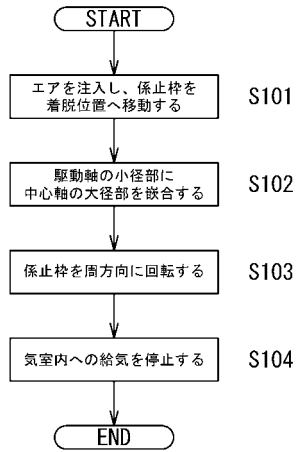 START
エアを注入し、係止枠を
着脱位置へ移動する
S101
駆動軸の小径部に
中心軸の大径部を嵌合する
S102
係止枠を周方向に回転する
S103
気室内への給気を停止する
S104
END